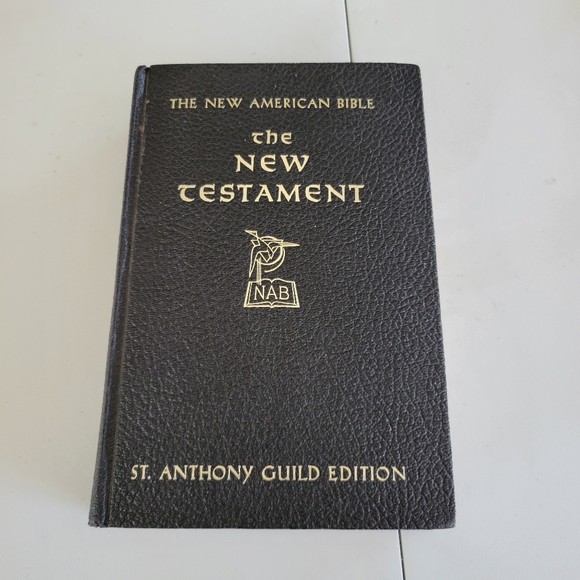 THE NEW AMERICAN BIBLE
the
NEW
TESTAMENT
NAB
ST. ANTHONY GUILD EDITION